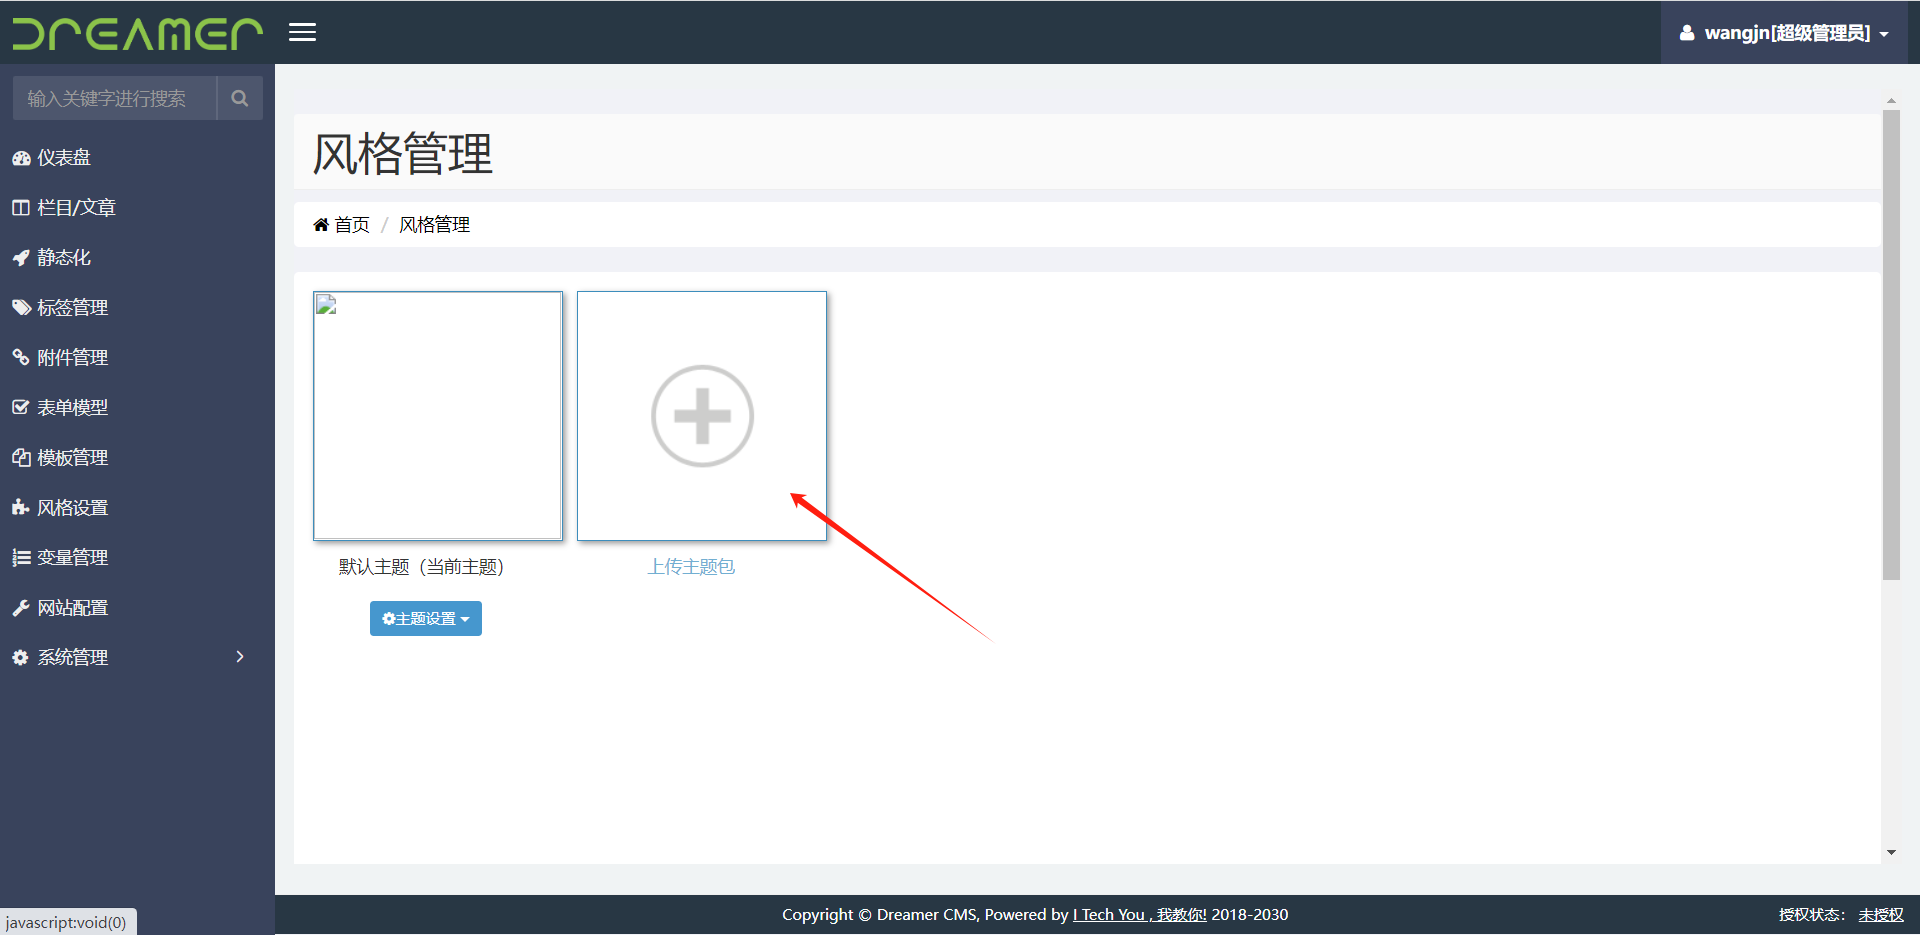 DREAMER
wangjn[超级管理员]
输入关键字进行搜索
仪表盘
栏目/文章
静态化
标签管理
附件管理
表单模型
模板管理
风格设置
变量管理
网站配置
系统管理
风格管理
首页 / 风格管理
默认主题（当前主题）
上传主题包
主题设置
Copyright © Dreamer CMS, Powered by I Tech You , 我教你! 2018-2030
授权状态： 未授权
javascript:void(0)